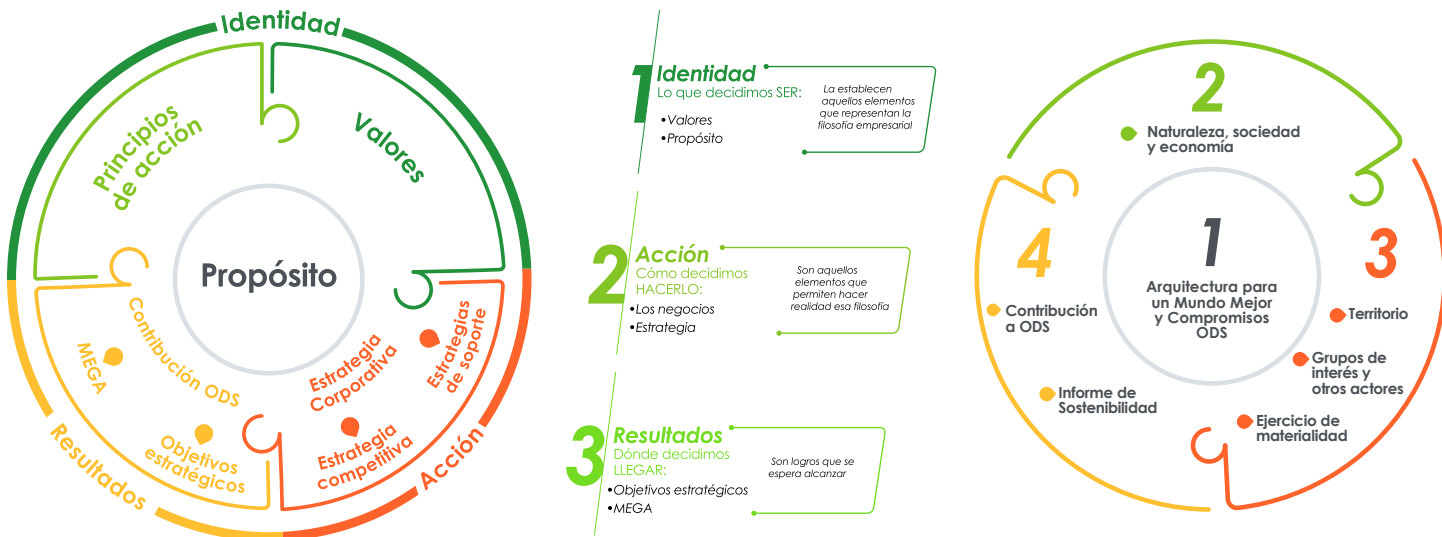 Identidad
Principios
de acción
Valores
Propósito
Contribución ODS
MEGA
Objetivos
estratégicos
Resultados
Estrategia
Corporativa
Estrategias
de soporte
Estrategia
competitiva
Acción
1
Identidad
Lo que decidimos SER:
•Valores
•Propósito
La establecen
aquellos elementos
que representan la
filosofía empresarial
2
Acción
Cómo decidimos
HACERLO:
•Los negocios
•Estrategia
Son aquellos
elementos que
permiten hacer
realidad esa filosofía
3
Resultados
Dónde decidimos
LLEGAR:
•Objetivos estratégicos
•MEGA
Son logros que se
espera alcanzar
1
Arquitectura para
un Mundo Mejor
y Compromisos
ODS
2
Naturaleza, sociedad
y economía
3
Territorio
Grupos de
interés y
otros actores
Ejercicio de
materialidad
4
Contribución
a ODS
Informe de
Sostenibilidad